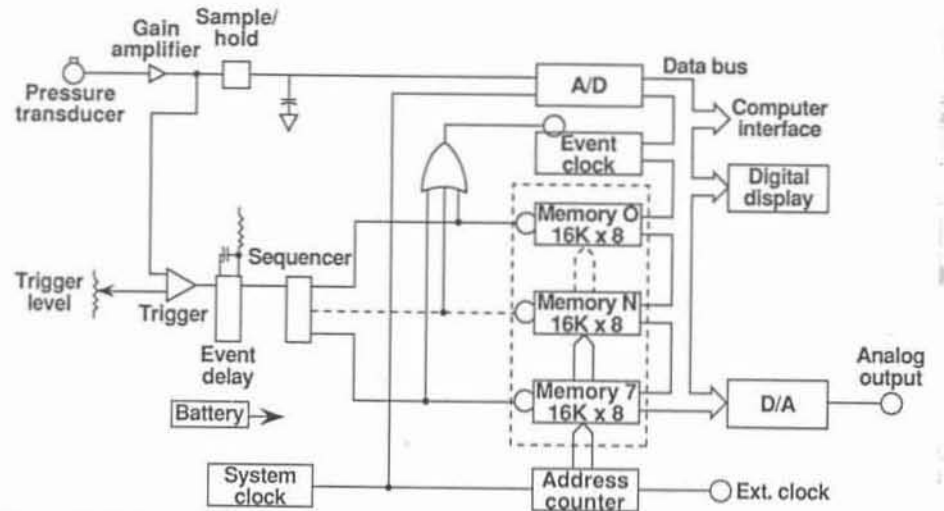 Gain
amplifier
Sample/
hold
Pressure
transducer
A/D
Data bus
Computer
interface
Event
clock
Digital
display
Memory O
16K x 8
Sequencer
Trigger
level
Trigger
Memory N
16K x 8
Event
delay
Memory 7
16K x 8
Analog
output
D/A
Battery
System
clock
Address
counter
Ext. clock